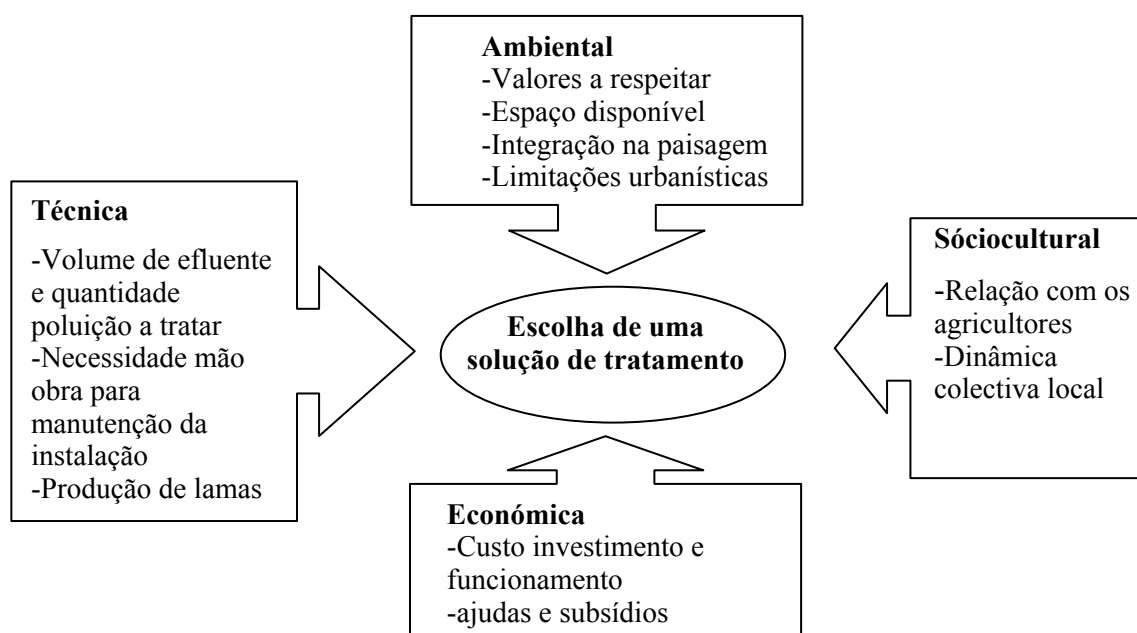 Ambiental
-Valores a respeitar
-Espaço disponível
-Integração na paisagem
-Limitações urbanísticas
Técnica
-Volume de efluente
e quantidade
poluição a tratar
-Necessidade mão
obra para
manutenção da
instalação
-Produção de lamas
Escolha de uma
solução de tratamento
Sóciocultural
-Relação com os
agricultores
-Dinâmica
colectiva local
Económica
-Custo investimento e
funcionamento
-ajudas e subsídios